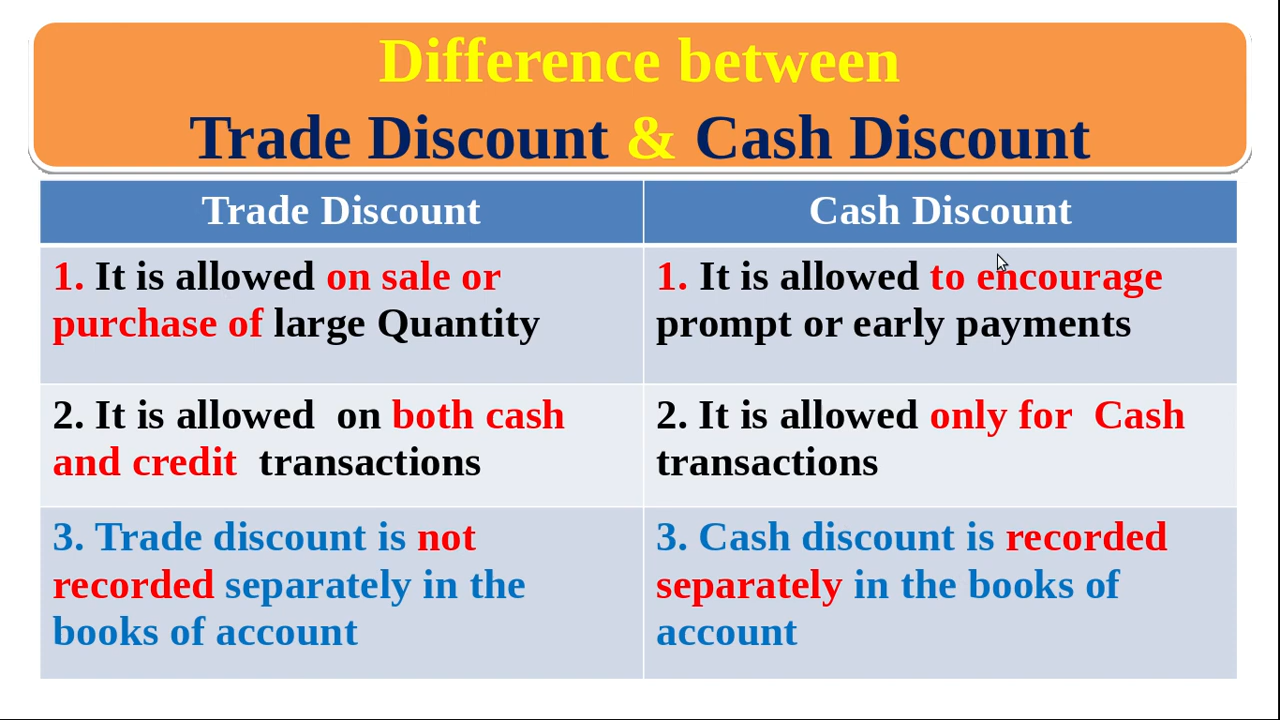 Difference between
Trade Discount & Cash Discount
Trade Discount
Cash Discount
1. It is allowed on sale or
purchase of large Quantity
1. It is allowed to encourage
prompt or early payments
2. It is allowed on both cash
and credit transactions
2. It is allowed only for Cash
transactions
3. Trade discount is not
recorded separately in the
books of account
3. Cash discount is recorded
separately in the books of
account